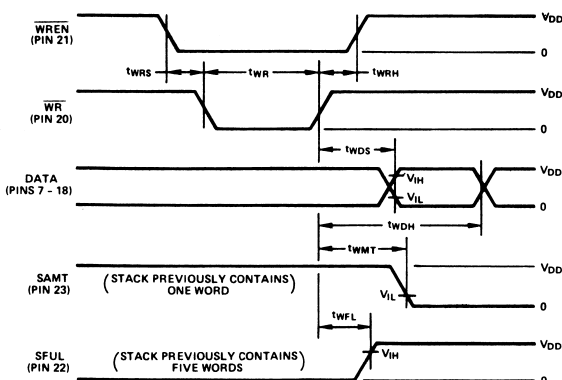 WREN
(PIN 21)
VDD
0
tWRS
tWR
tWRH
WR
(PIN 20)
VDD
0
tWDS
DATA
(PINS 7 - 18)
VIH
VIL
VDD
0
tWDH
tWMT
SAMT
(PIN 23)
(STACK PREVIOUSLY CONTAINS
ONE WORD)
VIL
VDD
0
tWFL
SFUL
(PIN 22)
(STACK PREVIOUSLY CONTAINS
FIVE WORDS)
VIH
VDD
0